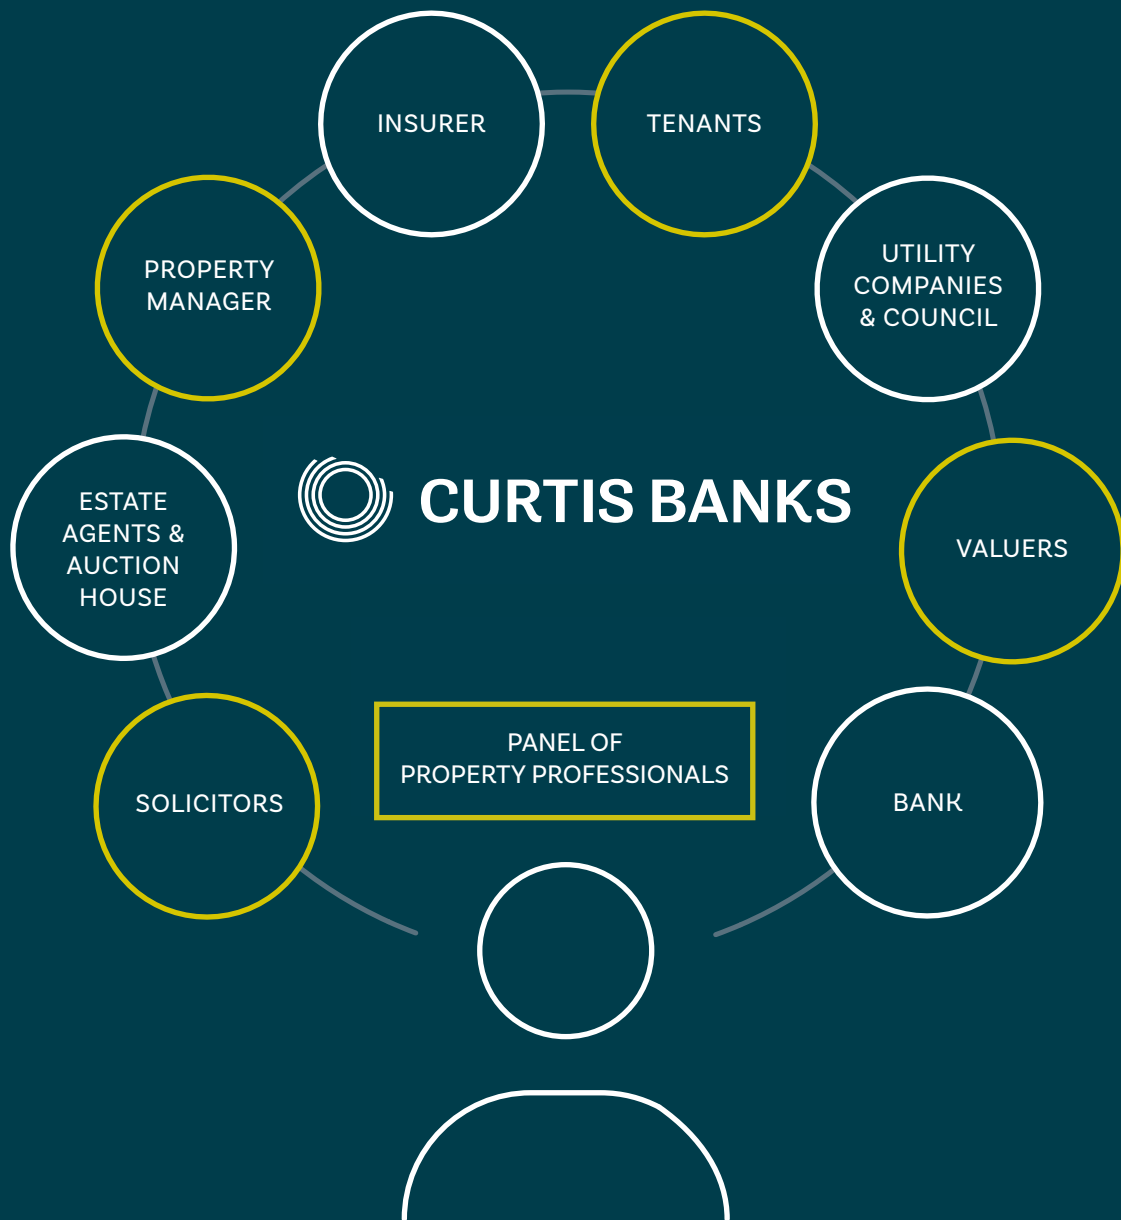 INSURER
TENANTS
PROPERTY
MANAGER
UTILITY
COMPANIES
& COUNCIL
ESTATE
AGENTS &
AUCTION
HOUSE
CURTIS BANKS
VALUERS
PANEL OF
PROPERTY PROFESSIONALS
SOLICITORS
BANK